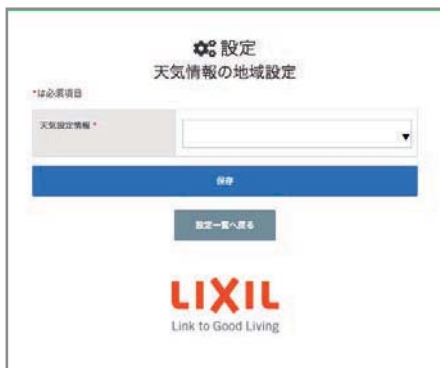 設定
天気情報の地域設定
*は必須項目
天気設定情報 *
保存
設定一覧へ戻る
LIXIL
Link to Good Living